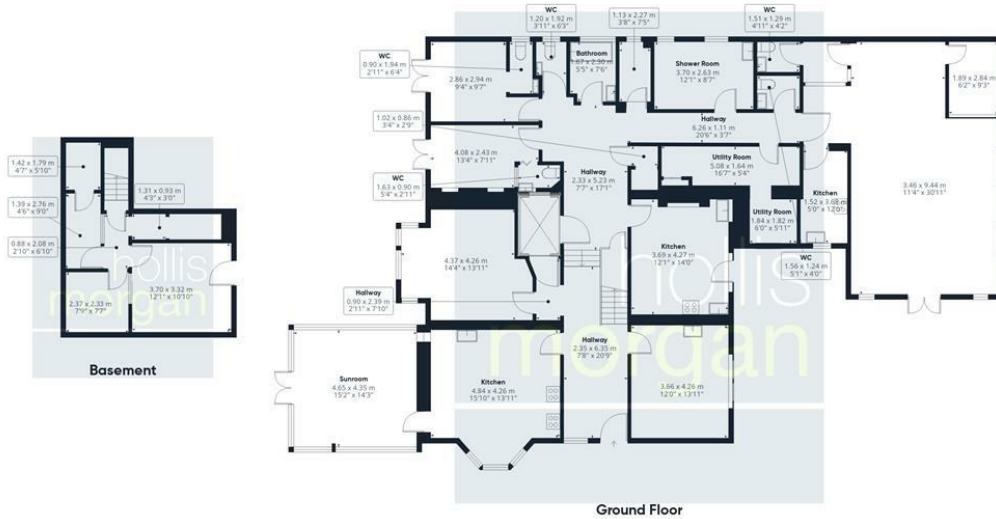 WC
1.20 x 1.92 m
3'11" x 6'3"
1.13 x 2.27 m
3'8" x 7'5"
WC
1.51 x 1.29 m
4'11" x 4'2"
WC
0.90 x 1.94 m
2'11" x 6'4"
2.86 x 2.94 m
9'4" x 9'7"
Bathroom
1.67 x 2.30 m
5'5" x 7'6"
Shower Room
3.70 x 2.63 m
12'1" x 8'7"
1.89 x 2.84 m
6'2" x 9'3"
1.02 x 0.86 m
3'4" x 2'9"
Hallway
6.26 x 1.11 m
20'6" x 3'7"
4.08 x 2.43 m
13'4" x 7'11"
Utility Room
5.08 x 1.64 m
16'7" x 5'4"
WC
1.63 x 0.90 m
5'4" x 2'11"
Hallway
2.33 x 5.23 m
7'7" x 17'1"
3.46 x 9.44 m
11'4" x 30'11"
Kitchen
5'0" x 12'0"
Utility Room
1.84 x 1.82 m
6'0" x 5'11"
Kitchen
3.69 x 4.27 m
12'1" x 14'0"
WC
1.56 x 1.24 m
5'1" x 4'0"
4.37 x 4.26 m
14'4" x 13'11"
Hallway
0.90 x 2.39 m
2'11" x 7'10"
Sunroom
4.65 x 4.35 m
15'2" x 14'3"
Kitchen
4.84 x 4.26 m
15'10" x 13'11"
Hallway
2.35 x 6.35 m
7'8" x 20'9"
3.66 x 4.26 m
12'0" x 13'11"
hollis
morgan
Ground Floor
1.42 x 1.79 m
4'7" x 5'10"
1.31 x 0.93 m
4'3" x 3'0"
1.39 x 2.76 m
4'6" x 9'0"
0.88 x 2.08 m
2'10" x 6'10"
3.70 x 3.32 m
12'1" x 10'10"
2.37 x 2.33 m
7'9" x 7'7"
hollis
morgan
Basement